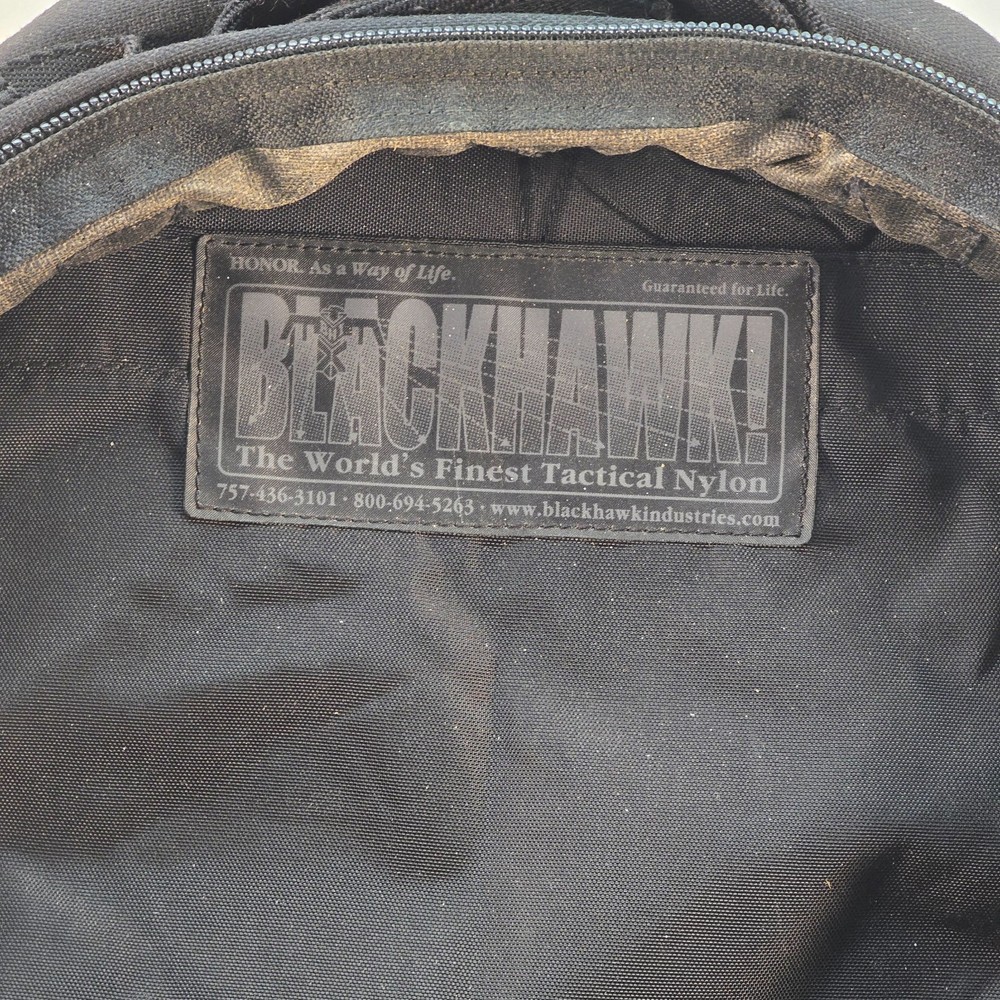 HONOR. As a Way of Life.
Guaranteed for Life.
BLACKHAWK!
The World's Finest Tactical Nylon
757-436-3101 · 800-694-5263 · www.blackhawkindustries.com